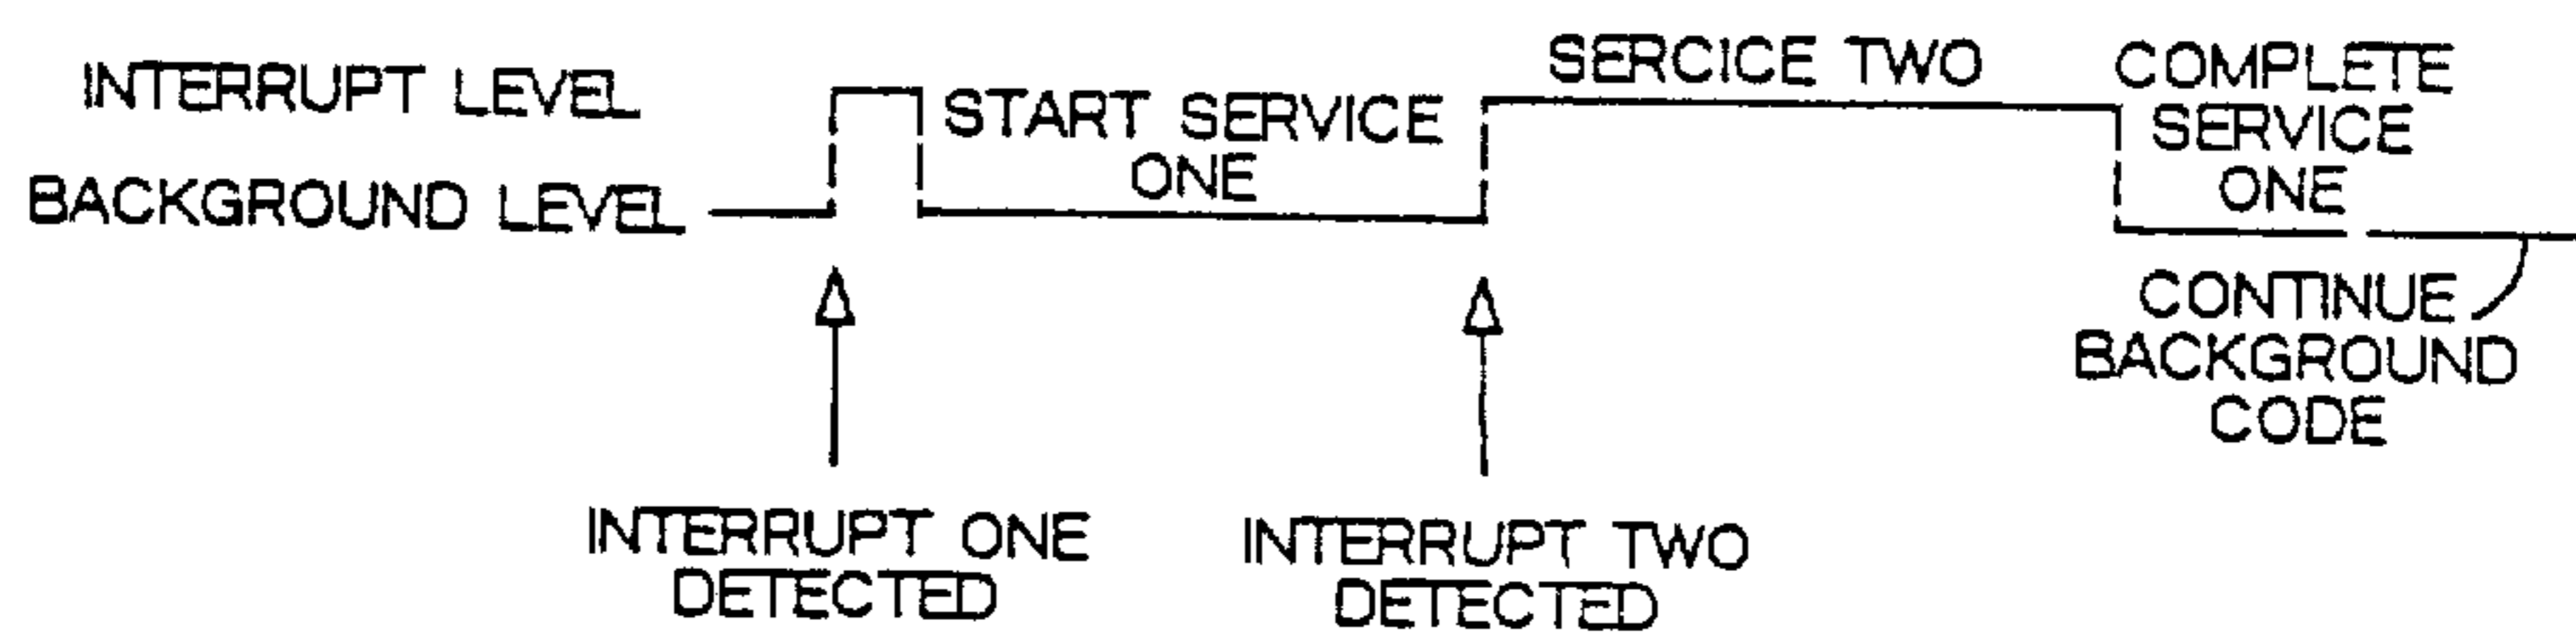 INTERRUPT LEVEL
BACKGROUND LEVEL
START SERVICE
ONE
SERCICE TWO
COMPLETE
SERVICE
ONE
CONTINUE
BACKGROUND
CODE
INTERRUPT ONE
DETECTED
INTERRUPT TWO
DETECTED